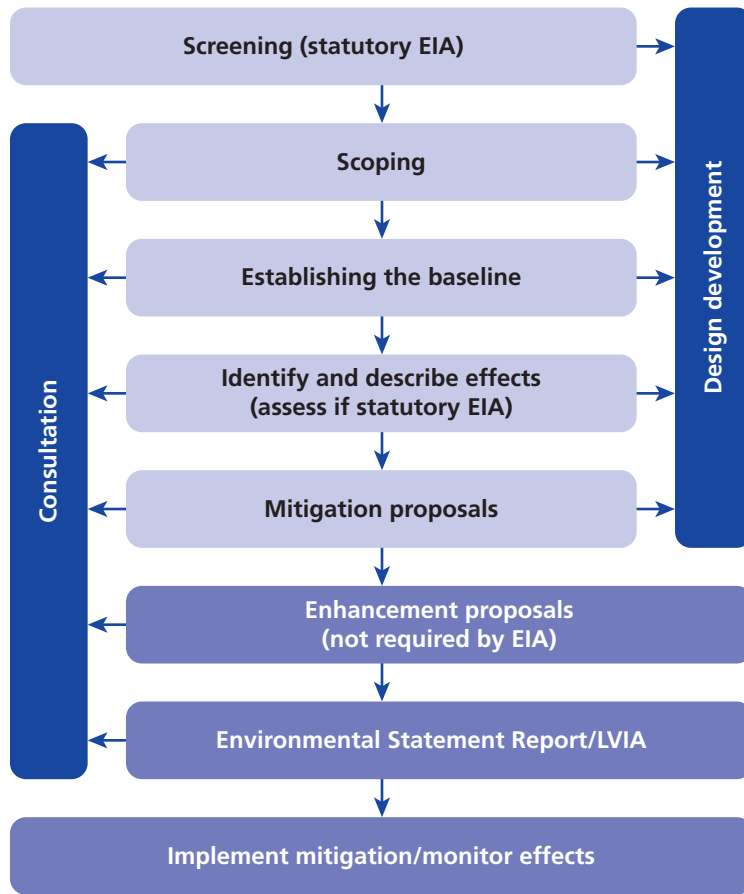 Screening (statutory EIA)
Scoping
Establishing the baseline
Identify and describe effects
(assess if statutory EIA)
Mitigation proposals
Enhancement proposals
(not required by EIA)
Environmental Statement Report/LVIA
Implement mitigation/monitor effects
Consultation
Design development